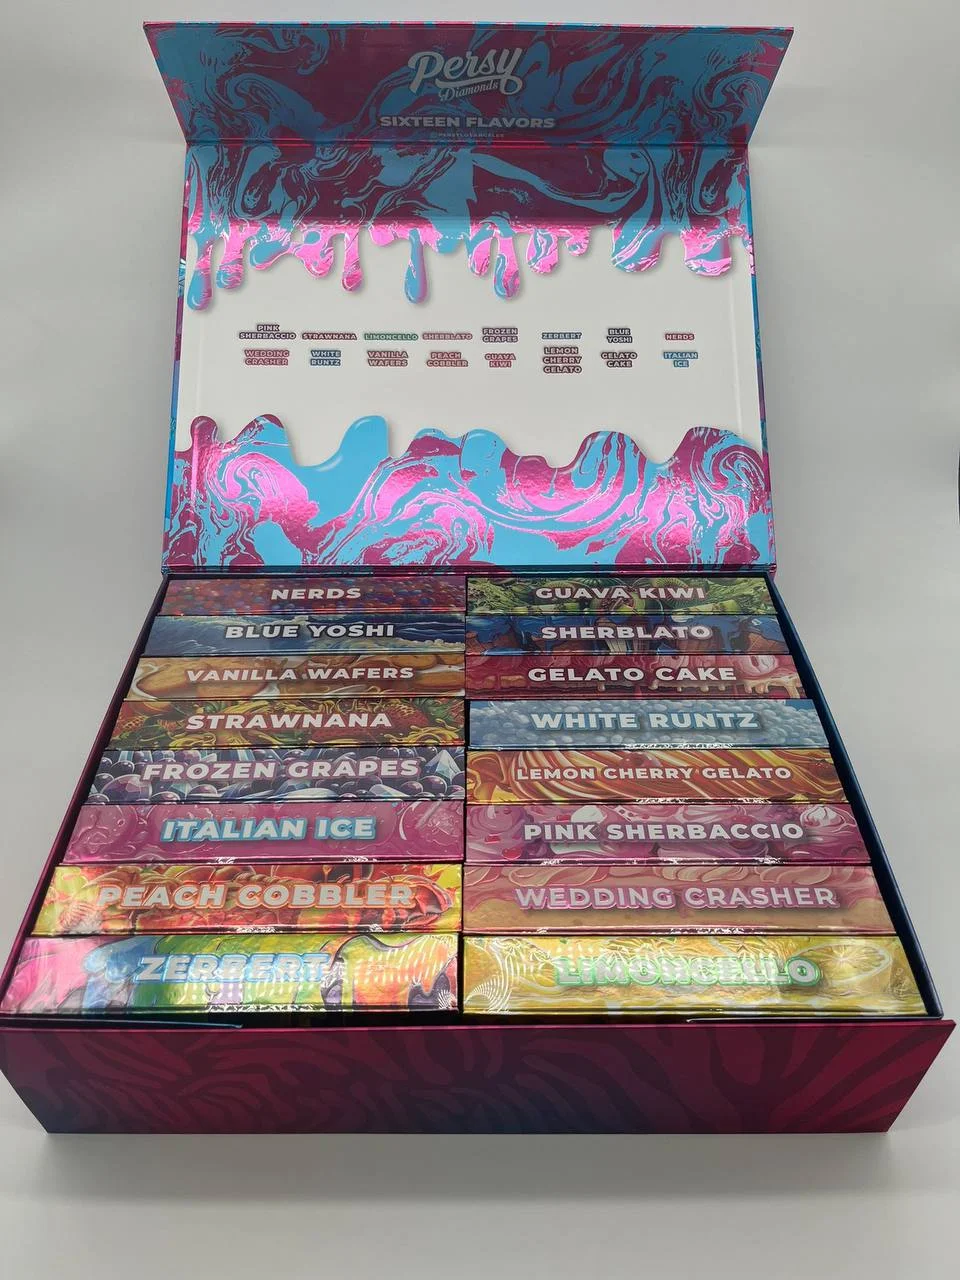 Persy
Diamonds
SIXTEEN FLAVORS
@PERSYLOSANGELES
PINK
SHERBACCIO
STRAWNANA
LIMONCELLO
SHERBLATO
FROZEN
GRAPES
ZERBERT
BLUE
YOSHI
NERDS
WEDDING
CRASHER
WHITE
RUNTZ
VANILLA
WAFERS
PEACH
COBBLER
GUAVA
KIWI
LEMON
CHERRY
GELATO
GELATO
CAKE
ITALIAN
ICE
NERDS
GUAVA KIWI
BLUE YOSHI
SHERBLATO
VANILLA WAFERS
GELATO CAKE
STRAWNANA
WHITE RUNTZ
FROZEN GRAPES
LEMON CHERRY GELATO
ITALIAN ICE
PINK SHERBACCIO
PEACH COBBLER
WEDDING CRASHER
ZERBERT
LIMONCELLO